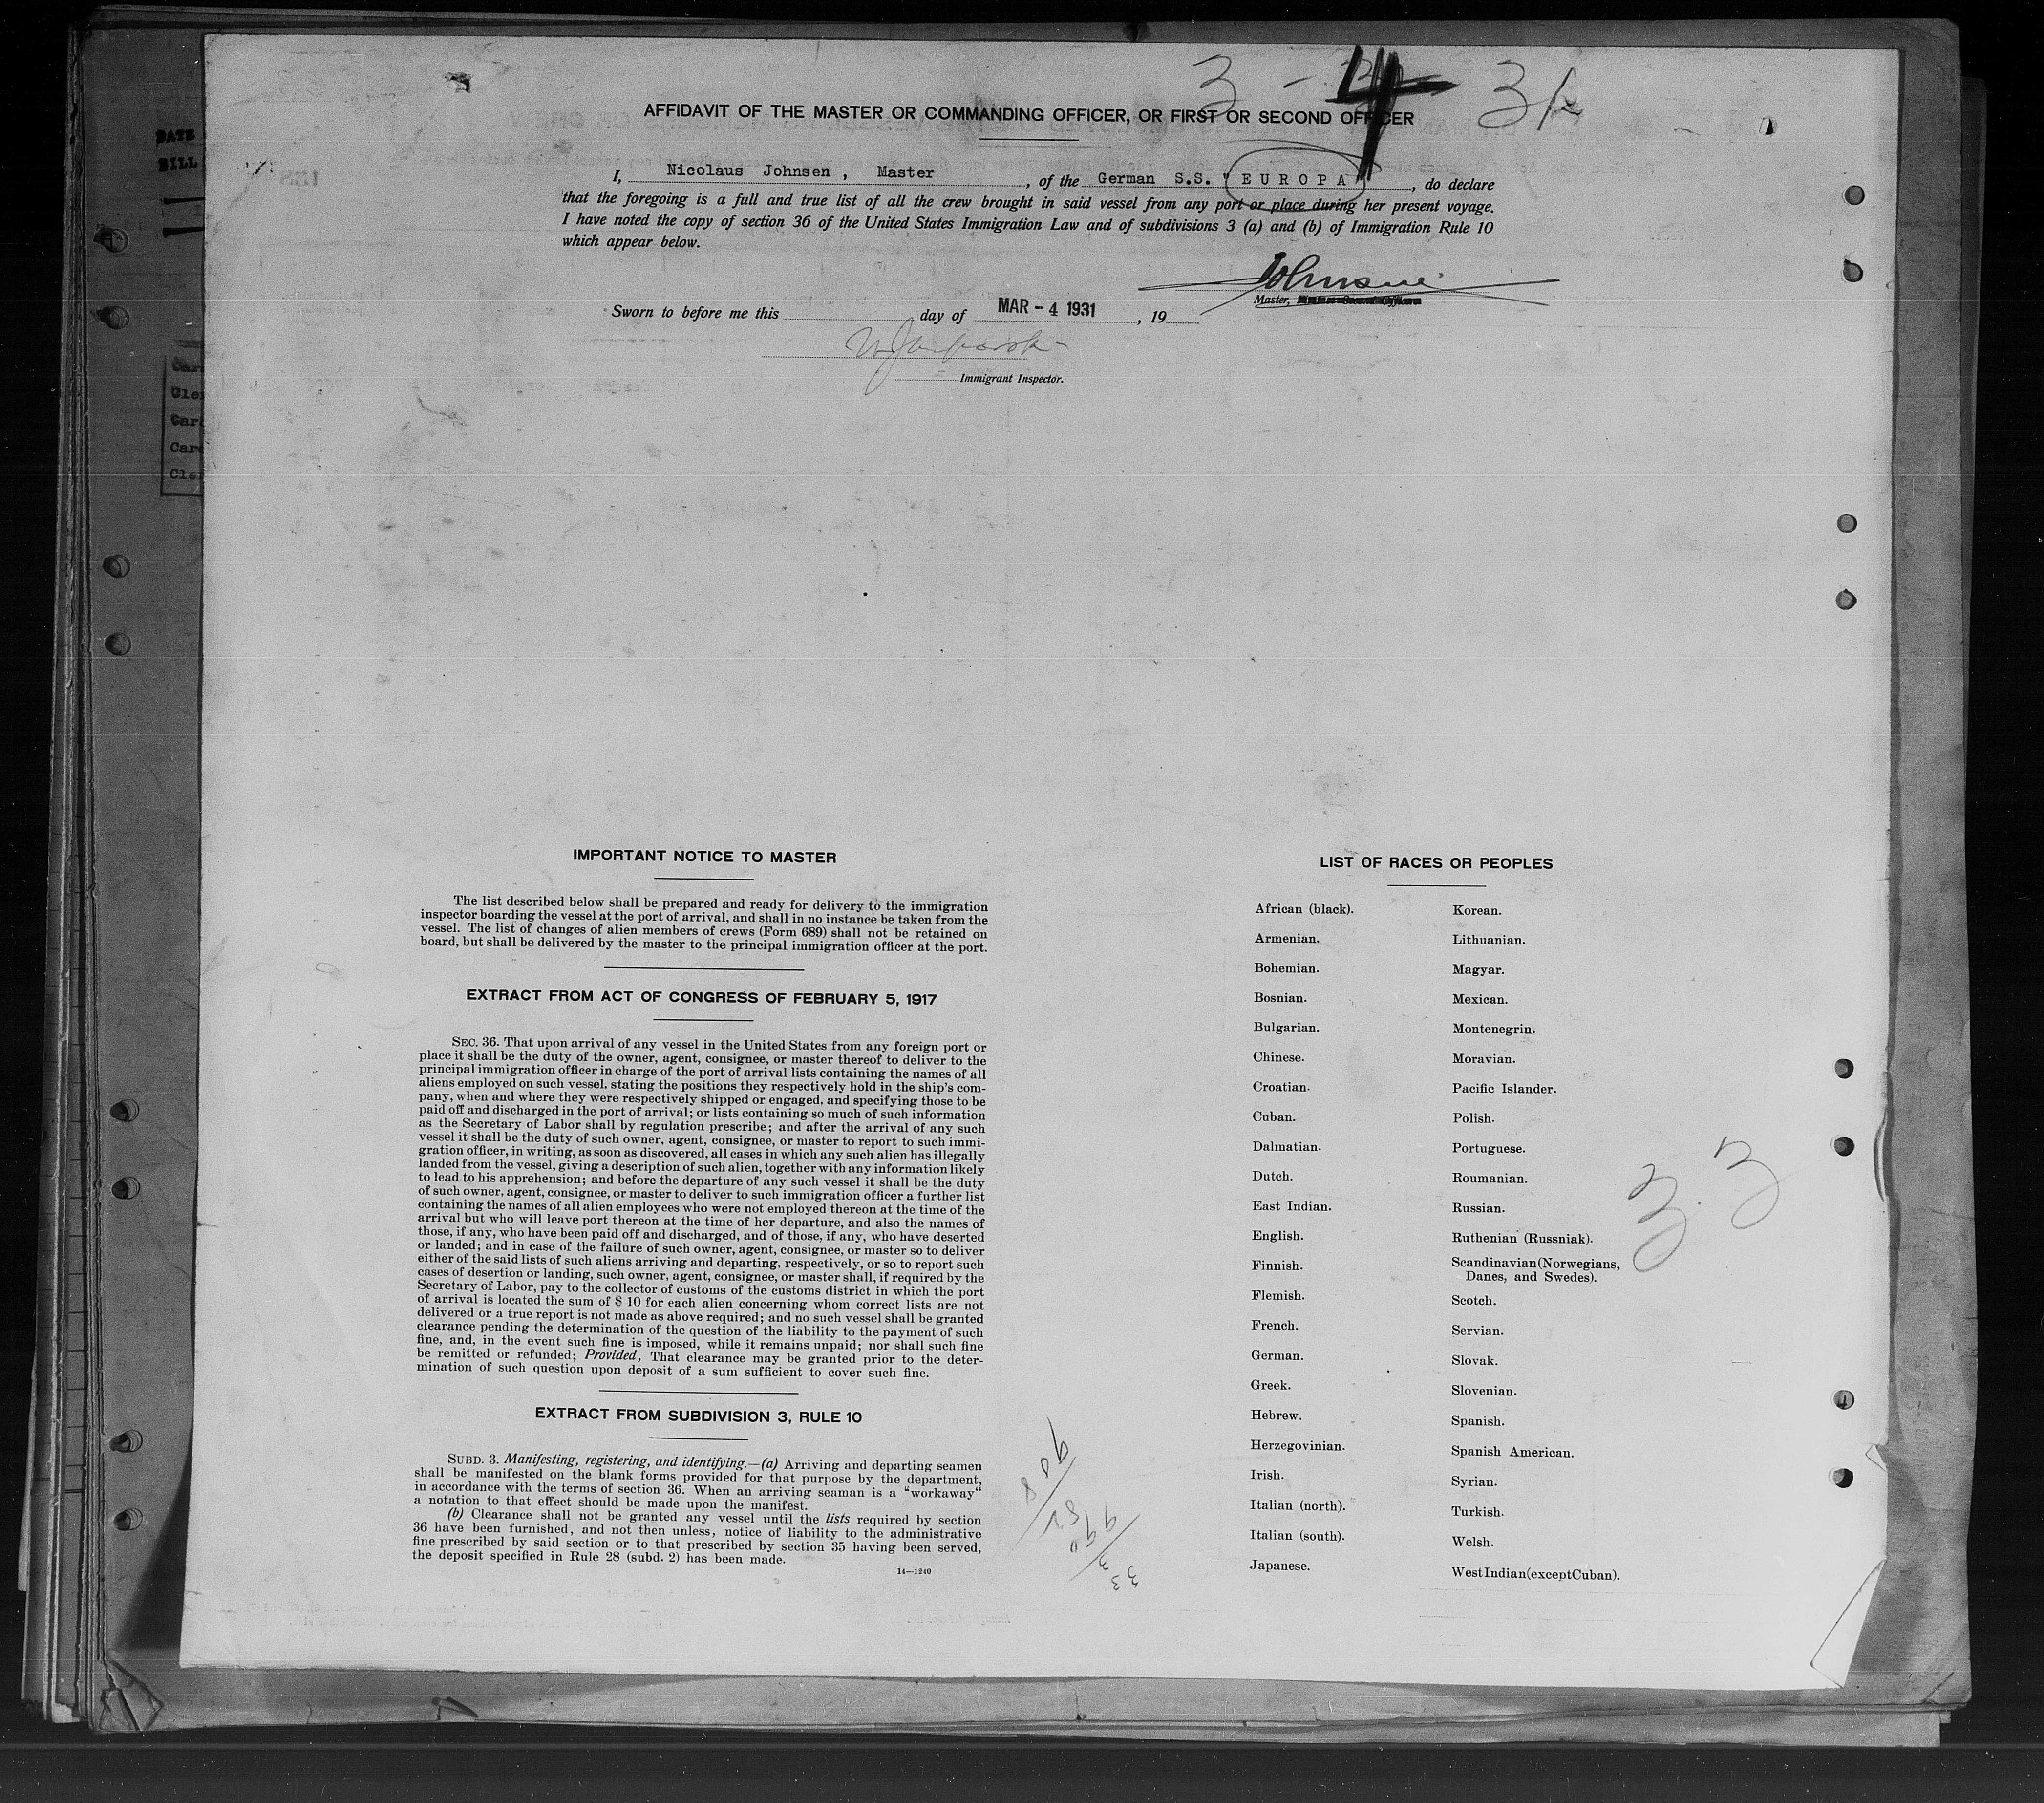 3 - 4 - 31
AFFIDAVIT OF THE MASTER OR COMMANDING OFFICER, OR FIRST OR SECOND OFFICER
I, Nicolaus Johnsen , Master , of the German S.S. "EUROPA" , do declare
that the foregoing is a full and true list of all the crew brought in said vessel from any port or place during her present voyage.
I have noted the copy of section 36 of the United States Immigration Law and of subdivisions 3 (a) and (b) of Immigration Rule 10
which appear below.
Johnsen
Master,
Sworn to before me this day of MAR - 4 1931 , 19
Immigrant Inspector.
DATE
BILL
IMPORTANT NOTICE TO MASTER
The list described below shall be prepared and ready for delivery to the immigration
inspector boarding the vessel at the port of arrival, and shall in no instance be taken from the
vessel. The list of changes of alien members of crews (Form 689) shall not be retained on
board, but shall be delivered by the master to the principal immigration officer at the port.
EXTRACT FROM ACT OF CONGRESS OF FEBRUARY 5, 1917
SEC. 36. That upon arrival of any vessel in the United States from any foreign port or
place it shall be the duty of the owner, agent, consignee, or master thereof to deliver to the
principal immigration officer in charge of the port of arrival lists containing the names of all
aliens employed on such vessel, stating the positions they respectively hold in the ship's com-
pany, when and where they were respectively shipped or engaged, and specifying those to be
paid off and discharged in the port of arrival; or lists containing so much of such information
as the Secretary of Labor shall by regulation prescribe; and after the arrival of any such
vessel it shall be the duty of such owner, agent, consignee, or master to report to such immi-
gration officer, in writing, as soon as discovered, all cases in which any such alien has illegally
landed from the vessel, giving a description of such alien, together with any information likely
to lead to his apprehension; and before the departure of any such vessel it shall be the duty
of such owner, agent, consignee, or master to deliver to such immigration officer a further list
containing the names of all alien employees who were not employed thereon at the time of the
arrival but who will leave port thereon at the time of her departure, and also the names of
those, if any, who have been paid off and discharged, and of those, if any, who have deserted
or landed; and in case of the failure of such owner, agent, consignee, or master so to deliver
either of the said lists of such aliens arriving and departing, respectively, or so to report such
cases of desertion or landing, such owner, agent, consignee, or master shall, if required by the
Secretary of Labor, pay to the collector of customs of the customs district in which the port
of arrival is located the sum of $ 10 for each alien concerning whom correct lists are not
delivered or a true report is not made as above required; and no such vessel shall be granted
clearance pending the determination of the question of the liability to the payment of such
fine, and, in the event such fine is imposed, while it remains unpaid; nor shall such fine
be remitted or refunded; Provided, That clearance may be granted prior to the deter-
mination of such question upon deposit of a sum sufficient to cover such fine.
EXTRACT FROM SUBDIVISION 3, RULE 10
SUBD. 3. Manifesting, registering, and identifying.—(a) Arriving and departing seamen
shall be manifested on the blank forms provided for that purpose by the department,
in accordance with the terms of section 36. When an arriving seaman is a "workaway"
a notation to that effect should be made upon the manifest.
(b) Clearance shall not be granted any vessel until the lists required by section
36 have been furnished, and not then unless, notice of liability to the administrative
fine prescribed by said section or to that prescribed by section 35 having been served,
the deposit specified in Rule 28 (subd. 2) has been made.
14—1240
LIST OF RACES OR PEOPLES
African (black).
Armenian.
Bohemian.
Bosnian.
Bulgarian.
Chinese.
Croatian.
Cuban.
Dalmatian.
Dutch.
East Indian.
English.
Finnish.
Flemish.
French.
German.
Greek.
Hebrew.
Herzegovinian.
Irish.
Italian (north).
Italian (south).
Japanese.
Korean.
Lithuanian.
Magyar.
Mexican.
Montenegrin.
Moravian.
Pacific Islander.
Polish.
Portuguese.
Roumanian.
Russian.
Ruthenian (Russniak).
Scandinavian(Norwegians,
Danes, and Swedes).
Scotch.
Servian.
Slovak.
Slovenian.
Spanish.
Spanish American.
Syrian.
Turkish.
Welsh.
West Indian(except Cuban).
3.3